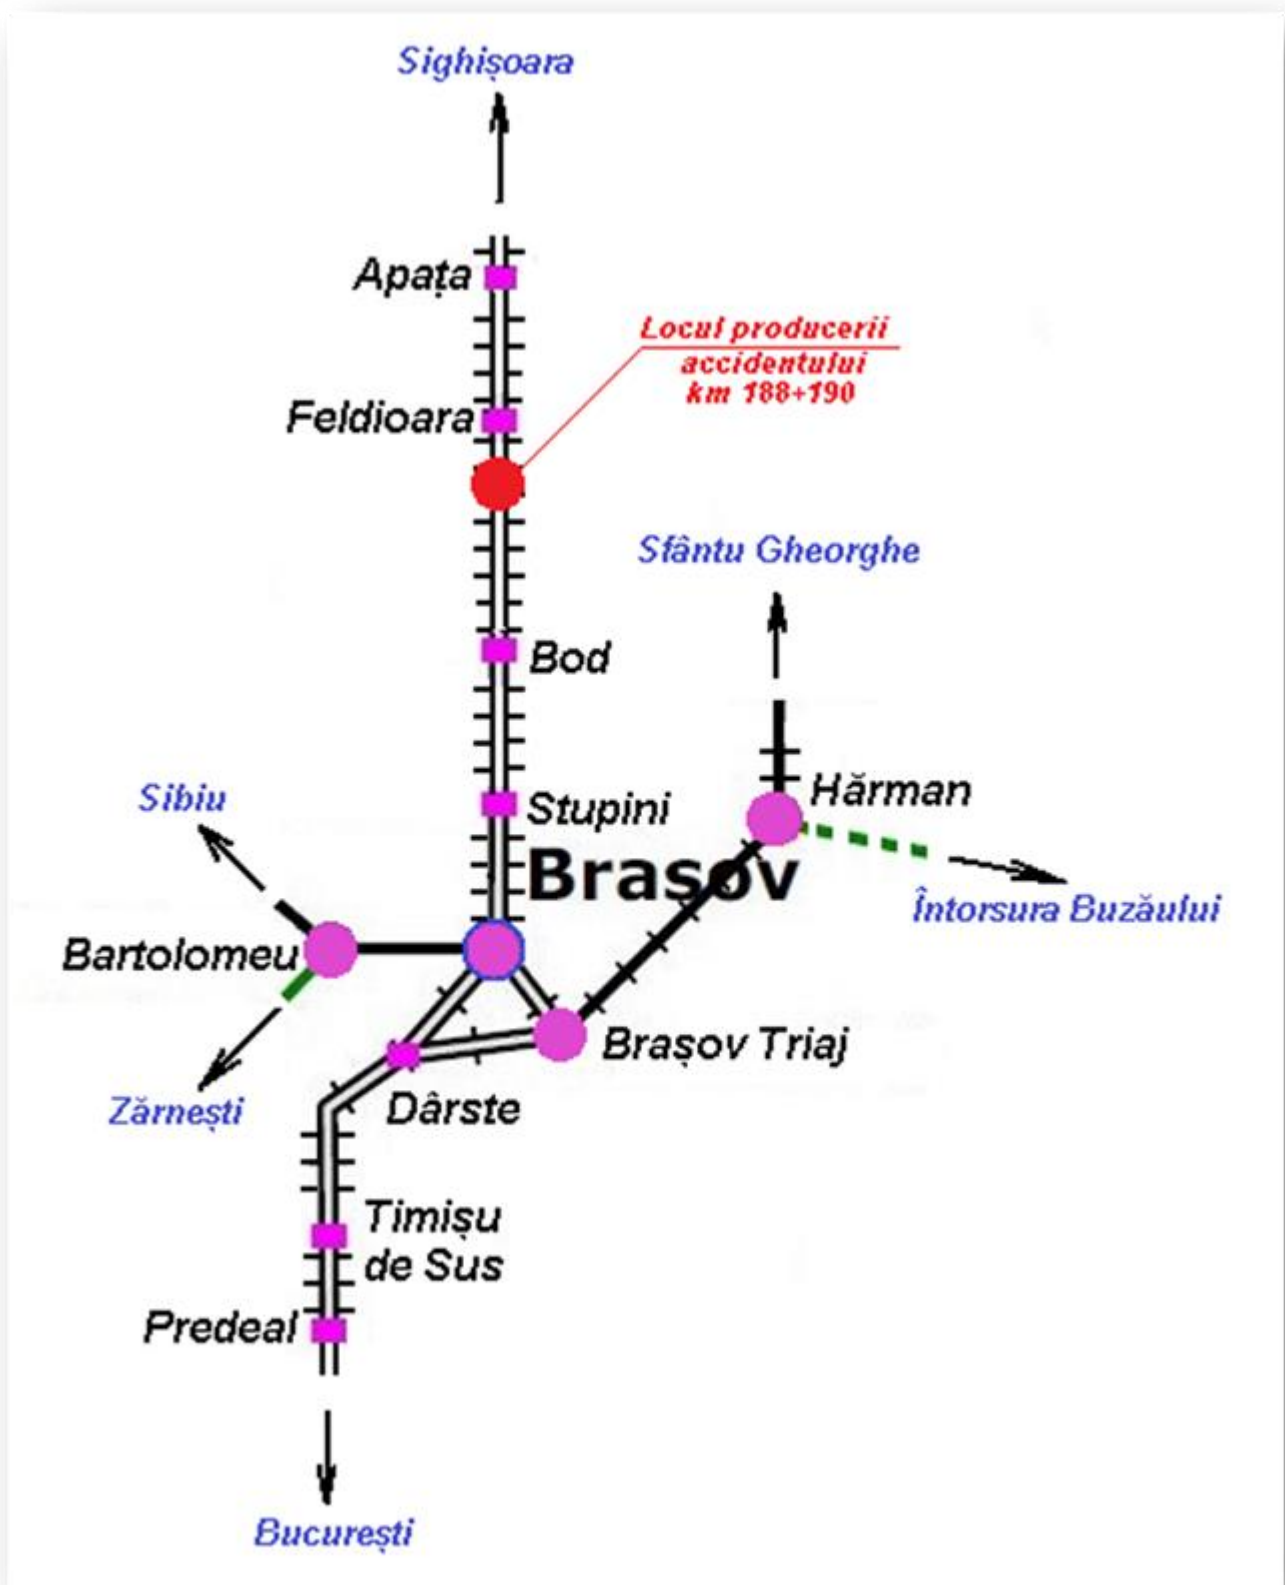 Sighișoara
Apața
Locul producerii
accidentului
km 188+190
Feldioara
Sfântu Gheorghe
Bod
Hărman
Sibiu
Stupini
Brașov
Întorsura Buzăului
Bartolomeu
Brașov Triaj
Zărnești
Dârste
Timișu
de Sus
Predeal
București